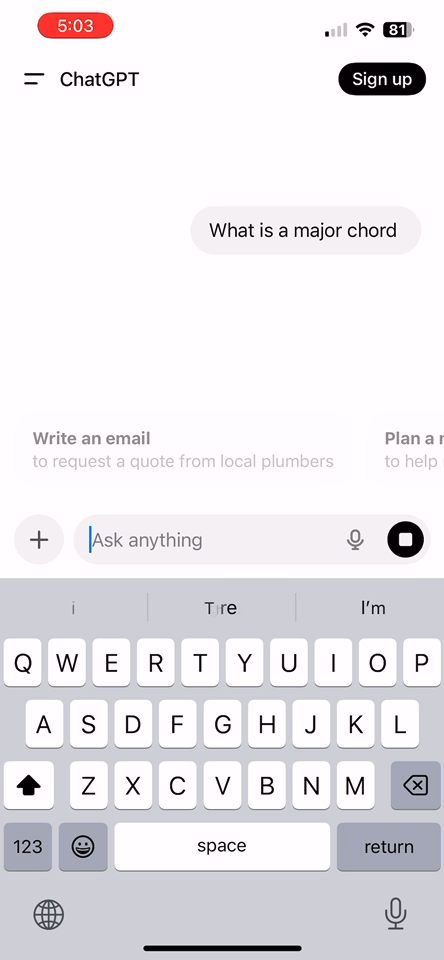 5:03
81
ChatGPT
Sign up
What is a major chord
Write an email
to request a quote from local plumbers
Plan a
to help
Ask anything
i
I'm
Q W E R T Y U I O P
A S D F G H J K L
Z X C V B N M
123
space
return